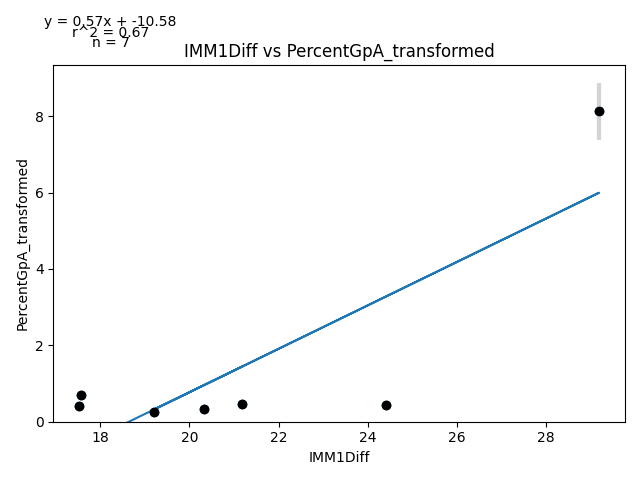 y = 0.57x + -10.58
r^2 = 0.67
n = 7
IMM1Diff vs PercentGpA_transformed
PercentGpA_transformed
8
6
4
2
0
18 20 22 24 26 28
IMM1Diff